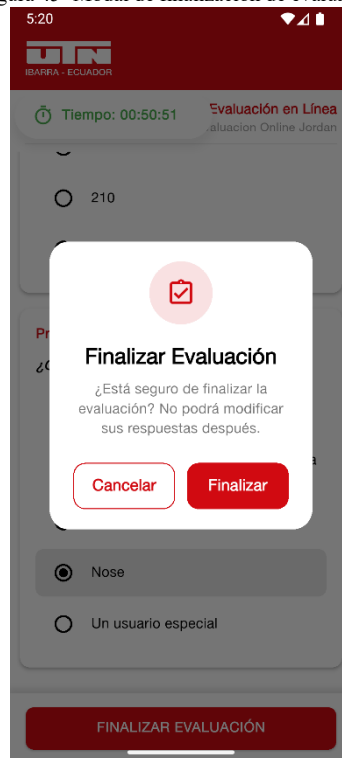 5:20
UTN
IBARRA - ECUADOR
Tiempo: 00:50:51
Evaluación en Línea
aluacion Online Jordan
210
Pr
Finalizar Evaluación
¿Está seguro de finalizar la
evaluación? No podrá modificar
sus respuestas después.
Cancelar
Finalizar
Nose
Un usuario especial
FINALIZAR EVALUACIÓN